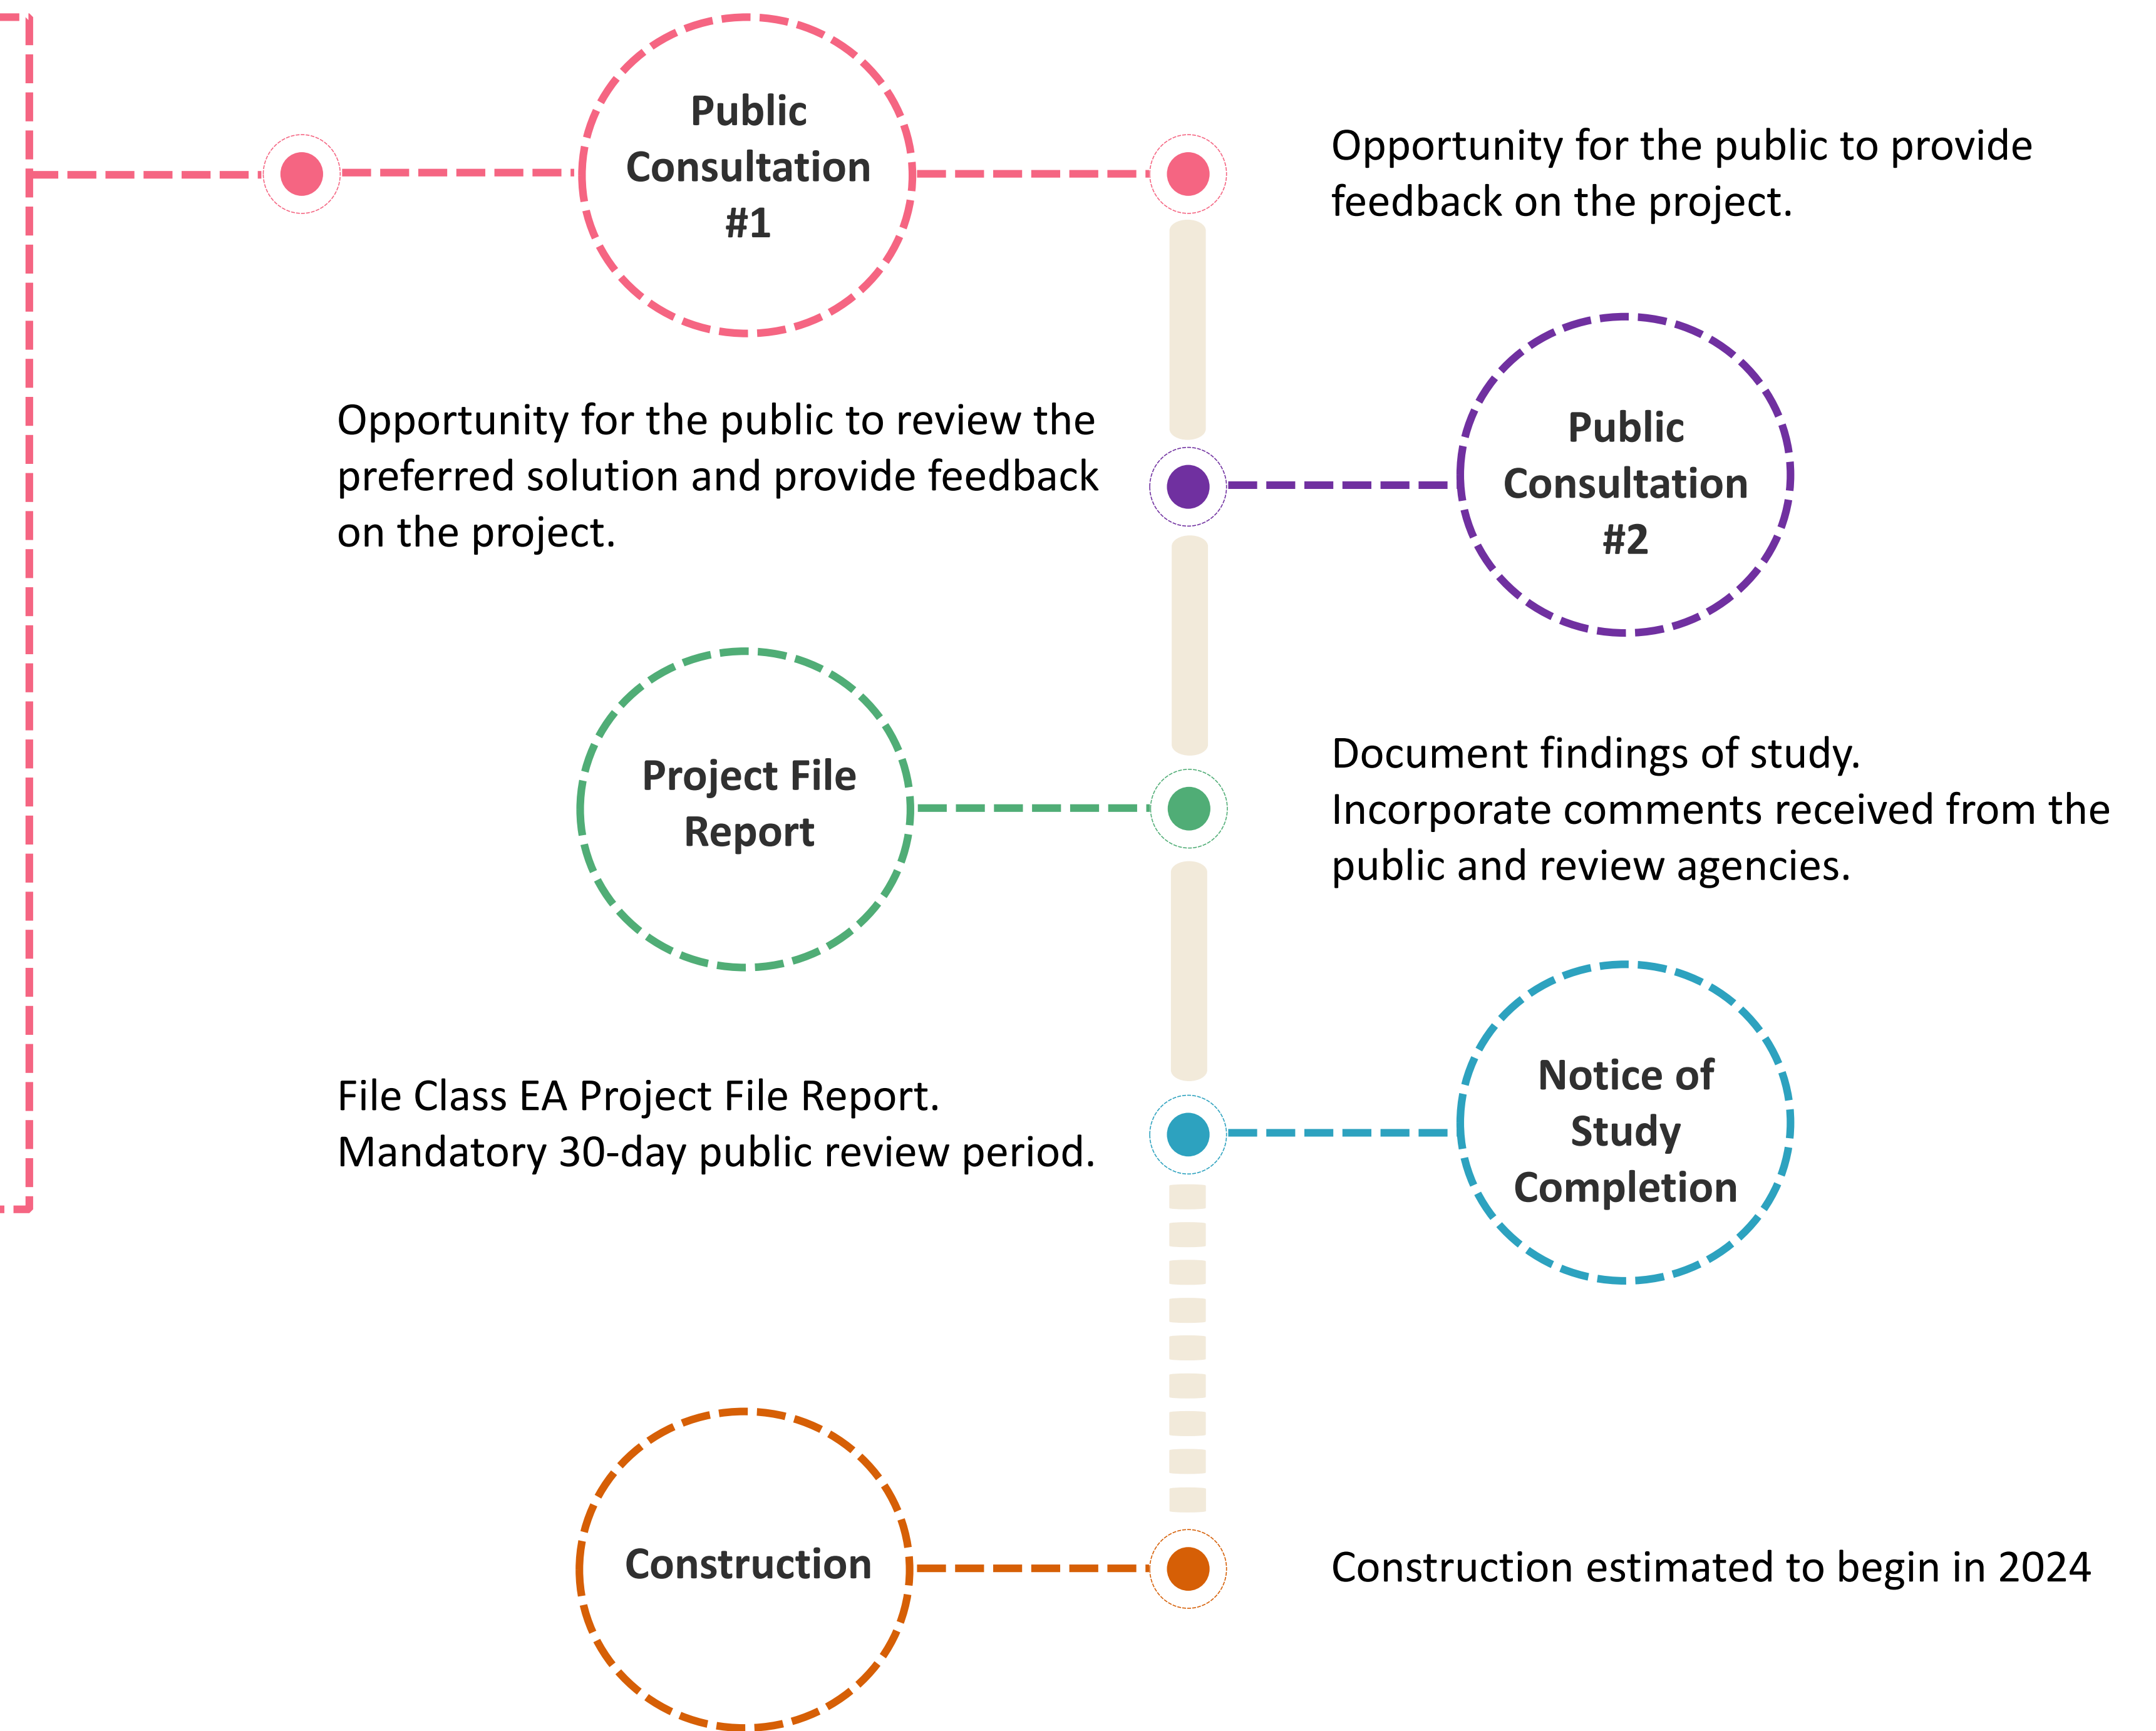 Public
Consultation
#1
Opportunity for the public to provide
feedback on the project.
Opportunity for the public to review the
preferred solution and provide feedback
on the project.
Public
Consultation
#2
Project File
Report
Document findings of study.
Incorporate comments received from the
public and review agencies.
File Class EA Project File Report.
Mandatory 30-day public review period.
Notice of
Study
Completion
Construction
Construction estimated to begin in 2024